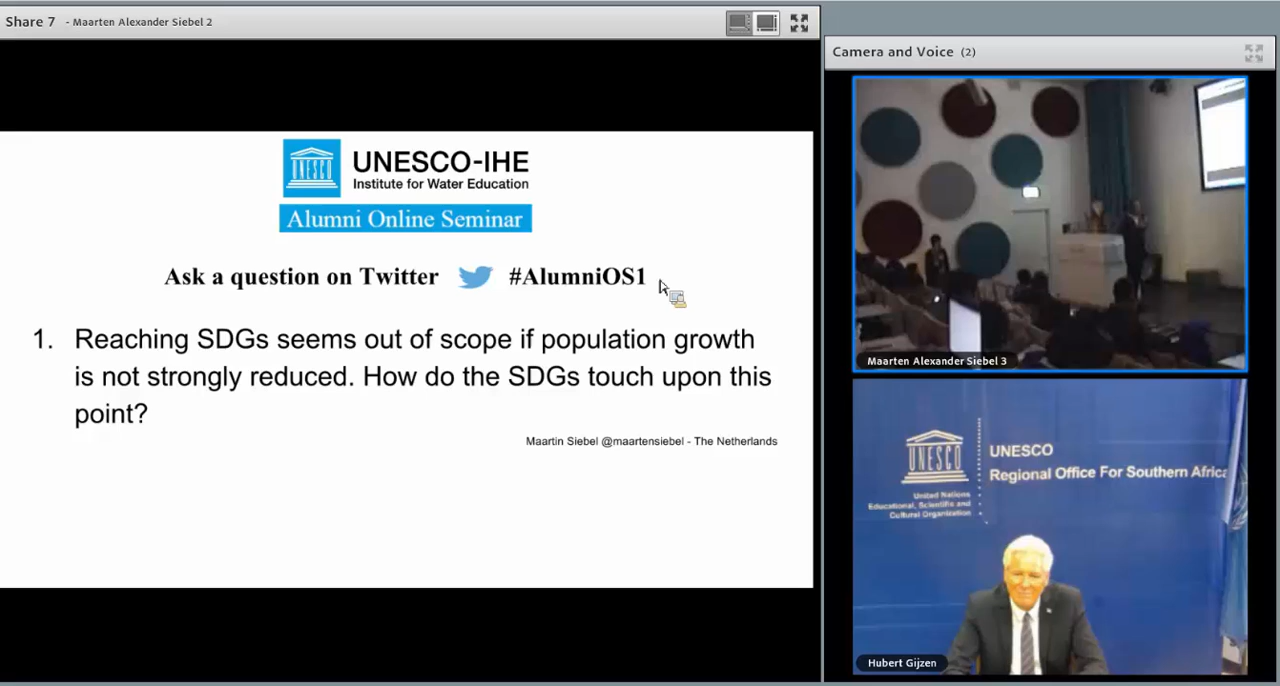 Share 7 - Maarten Alexander Siebel 2
UNESCO
UNESCO-IHE
Institute for Water Education
Alumni Online Seminar
Ask a question on Twitter #AlumniOS1
1. Reaching SDGs seems out of scope if population growth
is not strongly reduced. How do the SDGs touch upon this
point?
Maartin Siebel @maartensiebel - The Netherlands
Camera and Voice (2)
Maarten Alexander Siebel 3
UNESCO
United Nations
Educational, Scientific and
Cultural Organization
UNESCO
Regional Office For Southern Africa
Hubert Gijzen